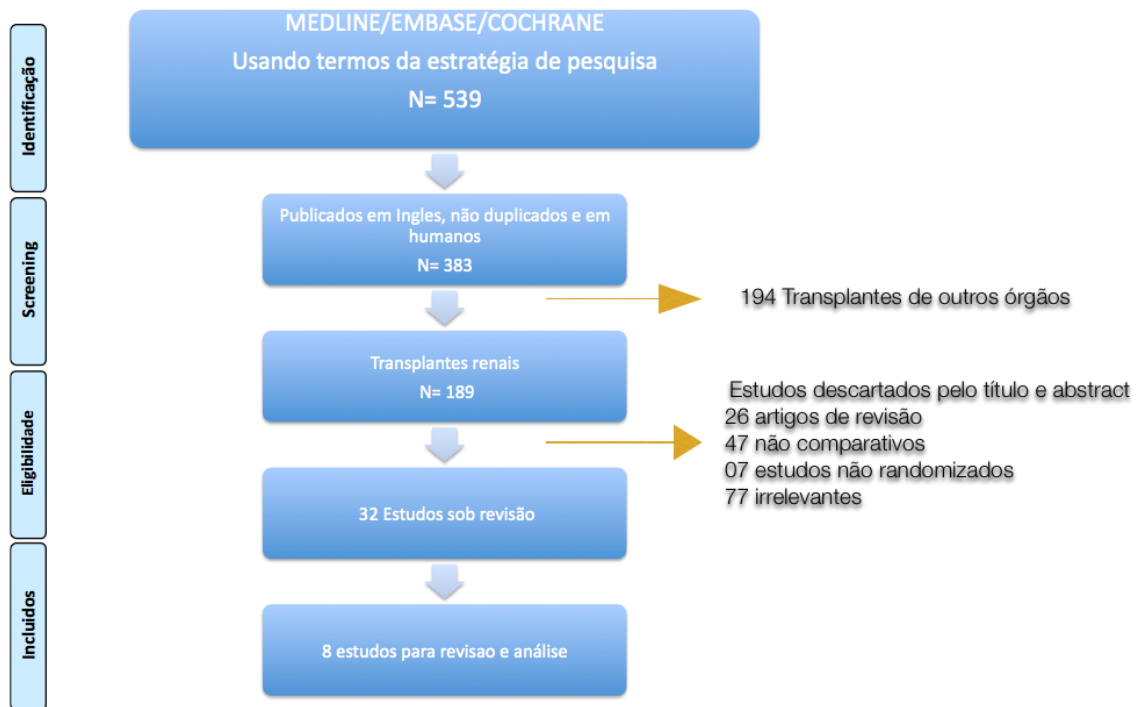 Identificação
MEDLINE/EMBASE/COCHRANE
Usando termos da estratégia de pesquisa
N= 539
Screening
Publicados em Ingles, não duplicados e em
humanos
N= 383
194 Transplantes de outros órgãos
Transplantes renais
N= 189
Eligibilidade
Estudos descartados pelo título e abstract
26 artigos de revisão
47 não comparativos
07 estudos não randomizados
77 irrelevantes
32 Estudos sob revisão
Incluidos
8 estudos para revisao e análise